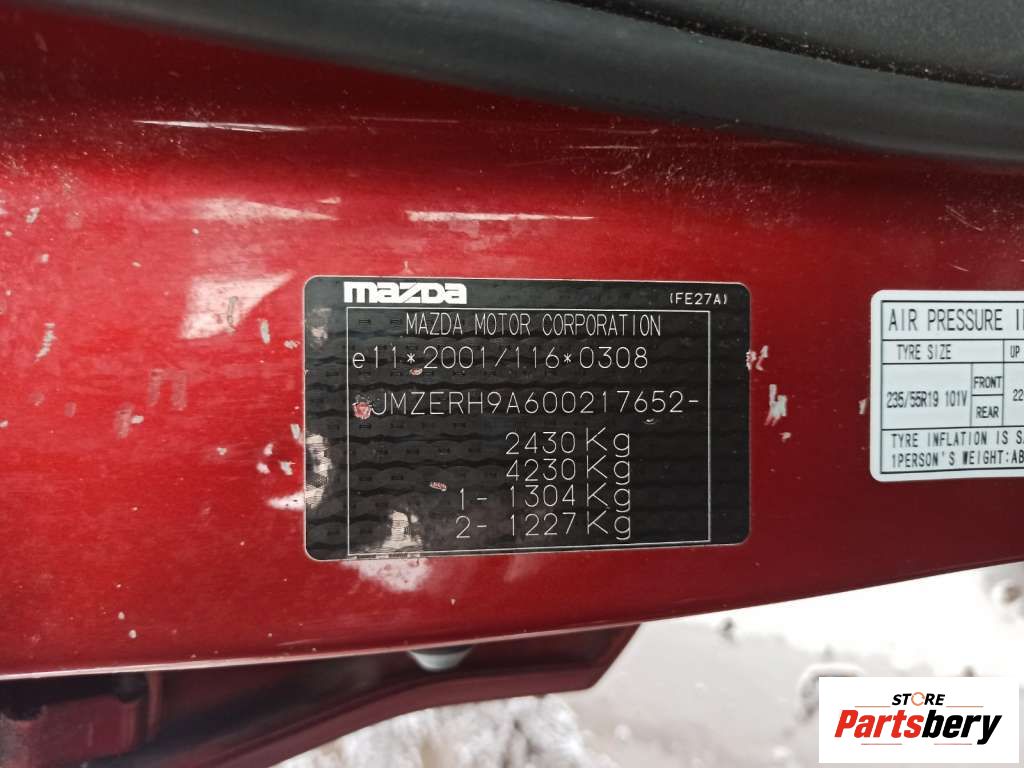 mazda
(FE27A)
MAZDA MOTOR CORPORATION
e11*2001/116*0308
JMZERH9A600217652-
2430 Kg
4230 Kg
1- 1304 Kg
2- 1227 Kg
AIR PRESSURE
TYRE SIZE UP
235/55R19 101V FRONT 22
REAR
TYRE INFLATION IS
1PERSON'S WEIGHT:AB
STORE
Partsbery